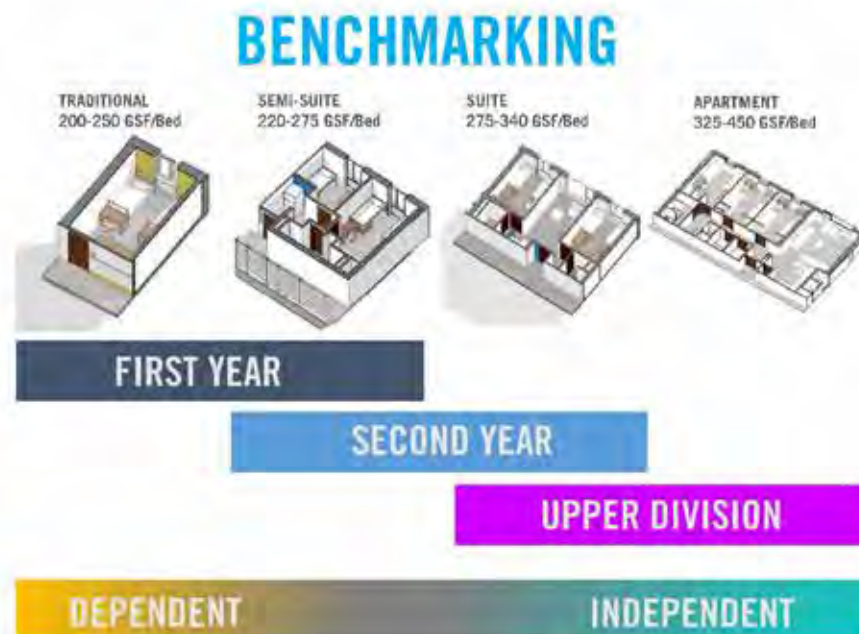 BENCHMARKING
TRADITIONAL
200-250 GSF/Bed
SEMI-SUITE
220-275 GSF/Bed
SUITE
275-340 GSF/Bed
APARTMENT
325-450 GSF/Bed
FIRST YEAR
SECOND YEAR
UPPER DIVISION
DEPENDENT
INDEPENDENT